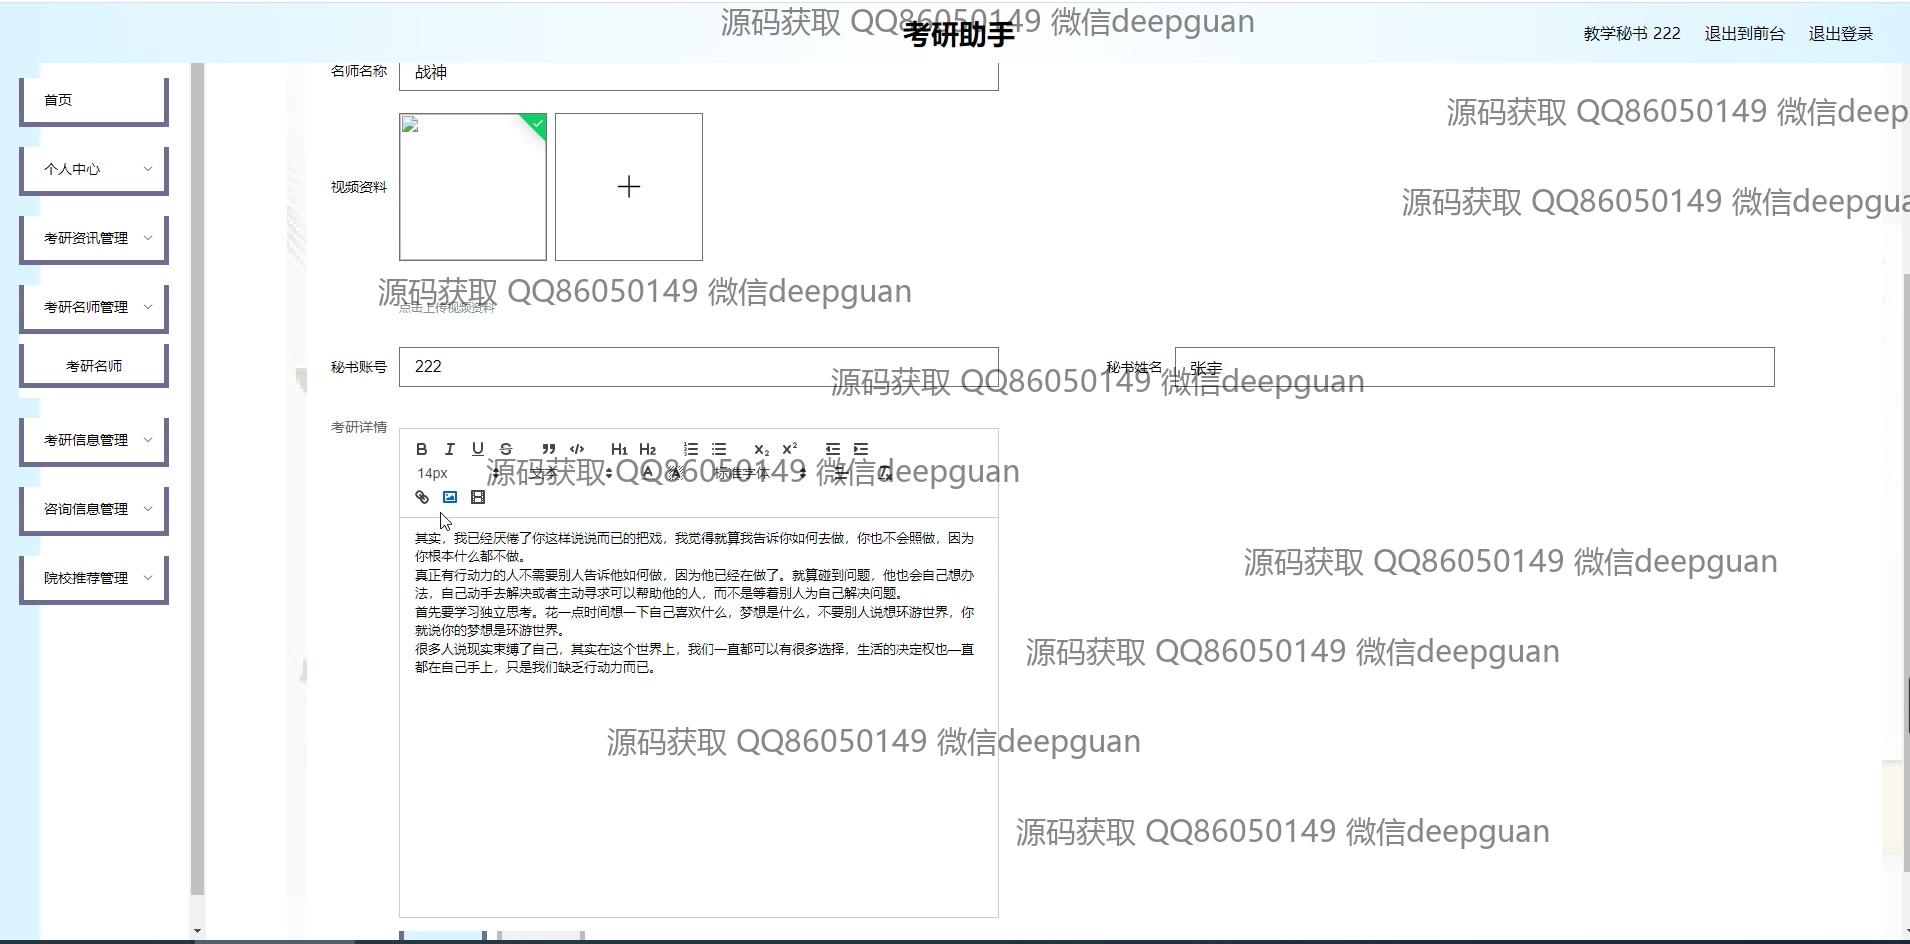 源码获取 QQ86050149 微信deepguan
考研助手
教学秘书 222 退出到前台 退出登录
名师名称 战神
首页
源码获取 QQ86050149 微信deep
个人中心
视频资料
源码获取 QQ86050149 微信deepgua
考研资讯管理
源码获取 QQ86050149 微信deepguan
点击上传视频资料
考研名师管理
考研名师
秘书账号 222 秘书姓名 张宇
源码获取 QQ86050149 微信deepguan
考研详情
考研信息管理
B I U S H1 H2 X2 X2
14px 文本 A A 标准字体
源码获取 QQ86050149 微信deepguan
咨询信息管理
其实，我已经厌倦了你这样说说而已的把戏，我觉得就算我告诉你如何去做，你也不会照做，因为
你根本什么都不做。
真正有行动力的人不需要别人告诉他如何做，因为他已经在做了。就算碰到问题，他也会自己想办
法，自己动手去解决或者主动寻求可以帮助他的人，而不是等着别人为自己解决问题。
首先要学习独立思考。花一点时间想一下自己喜欢什么，梦想是什么，不要别人说想环游世界，你
就说你的梦想是环游世界。
很多人说现实束缚了自己，其实在这个世界上，我们一直都可以有很多选择，生活的决定权也—直
都在自己手上，只是我们缺乏行动力而已。
源码获取 QQ86050149 微信deepguan
院校推荐管理
源码获取 QQ86050149 微信deepguan
源码获取 QQ86050149 微信deepguan
源码获取 QQ86050149 微信deepguan